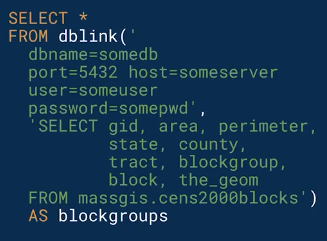 SELECT *
FROM dblink('
dbname=somedb
port=5432 host=someserver
user=someuser
password=somepwd',
'SELECT gid, area, perimeter,
state, county,
tract, blockgroup,
block, the_geom
FROM massgis.cens2000blocks')
AS blockgroups